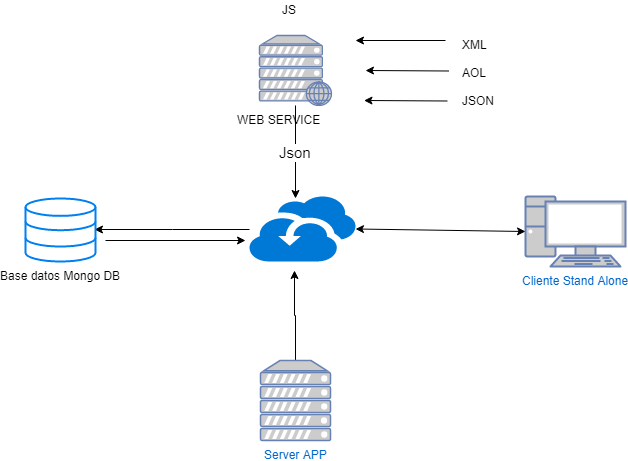 JS
XML
AOL
JSON
WEB SERVICE
Json
Base datos Mongo DB
Cliente Stand Alone
Server APP